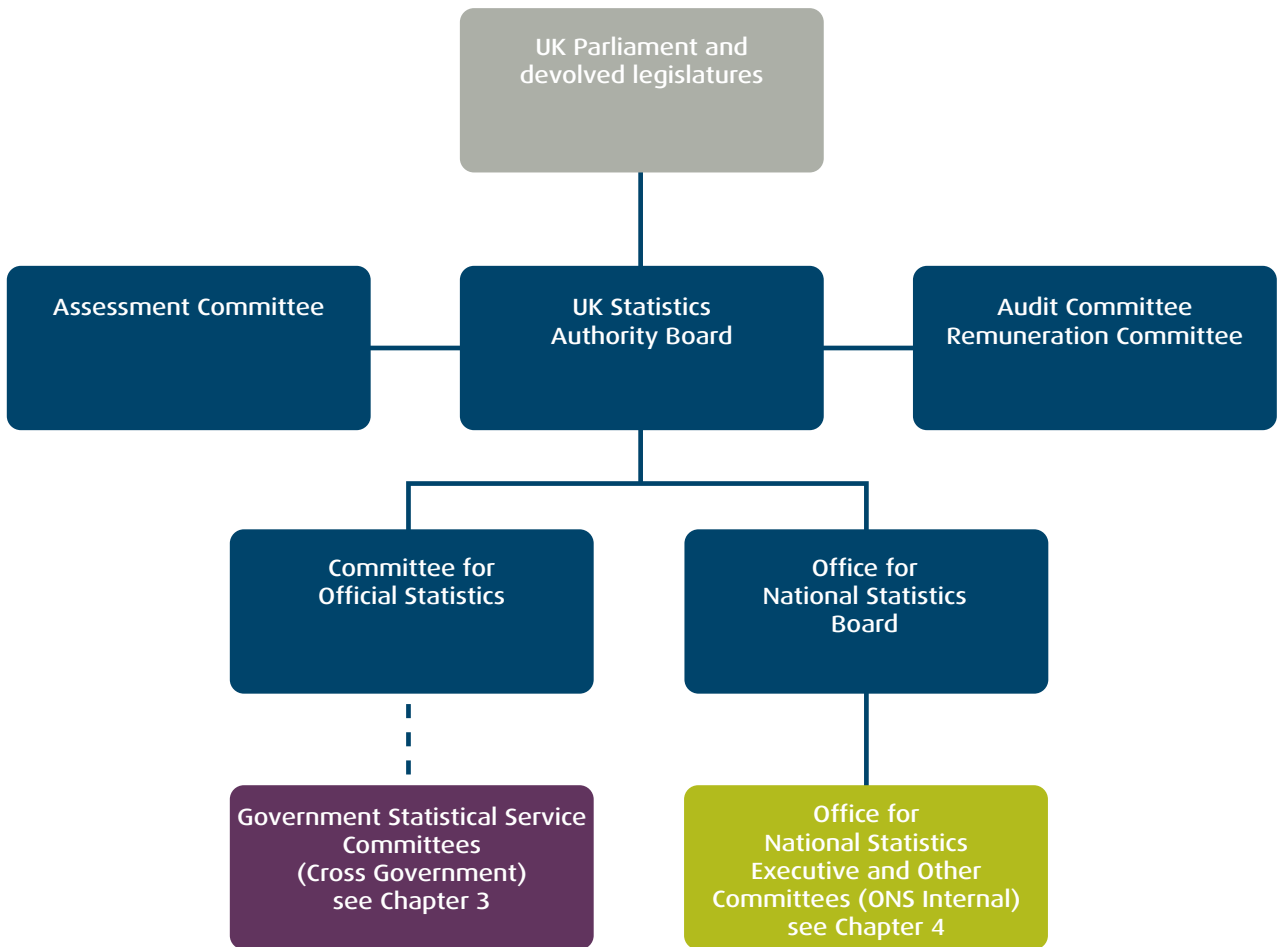 UK Parliament and
devolved legislatures
Assessment Committee
UK Statistics
Authority Board
Audit Committee
Remuneration Committee
Committee for
Official Statistics
Office for
National Statistics
Board
Government Statistical Service
Committees
(Cross Government)
see Chapter 3
Office for
National Statistics
Executive and Other
Committees (ONS Internal)
see Chapter 4